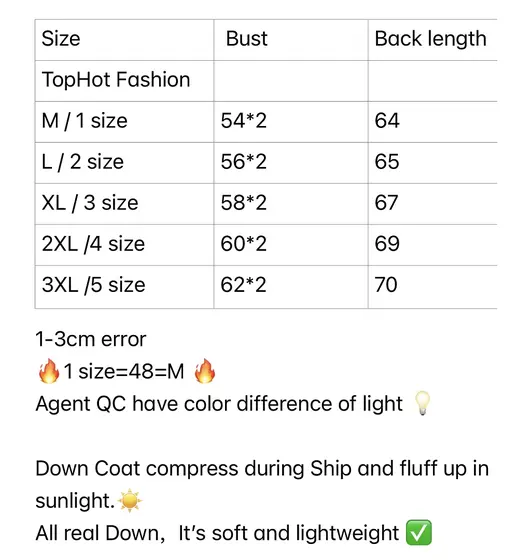 Size Bust Back length
TopHot Fashion
M / 1 size 54*2 64
L / 2 size 56*2 65
XL / 3 size 58*2 67
2XL /4 size 60*2 69
3XL /5 size 62*2 70
1-3cm error
🔥1 size=48=M 🔥
Agent QC have color difference of light 💡
Down Coat compress during Ship and fluff up in
sunlight.☀️
All real Down，It's soft and lightweight ✅